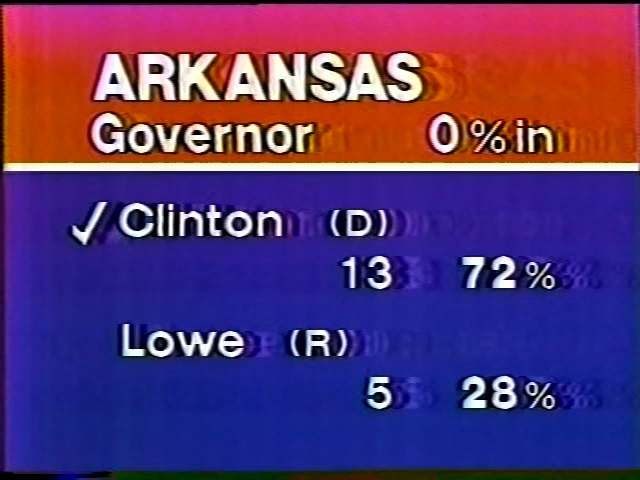 ARKANSAS
Governor 0% in
✓ Clinton (D)
13 72%
Lowe (R)
5 28%